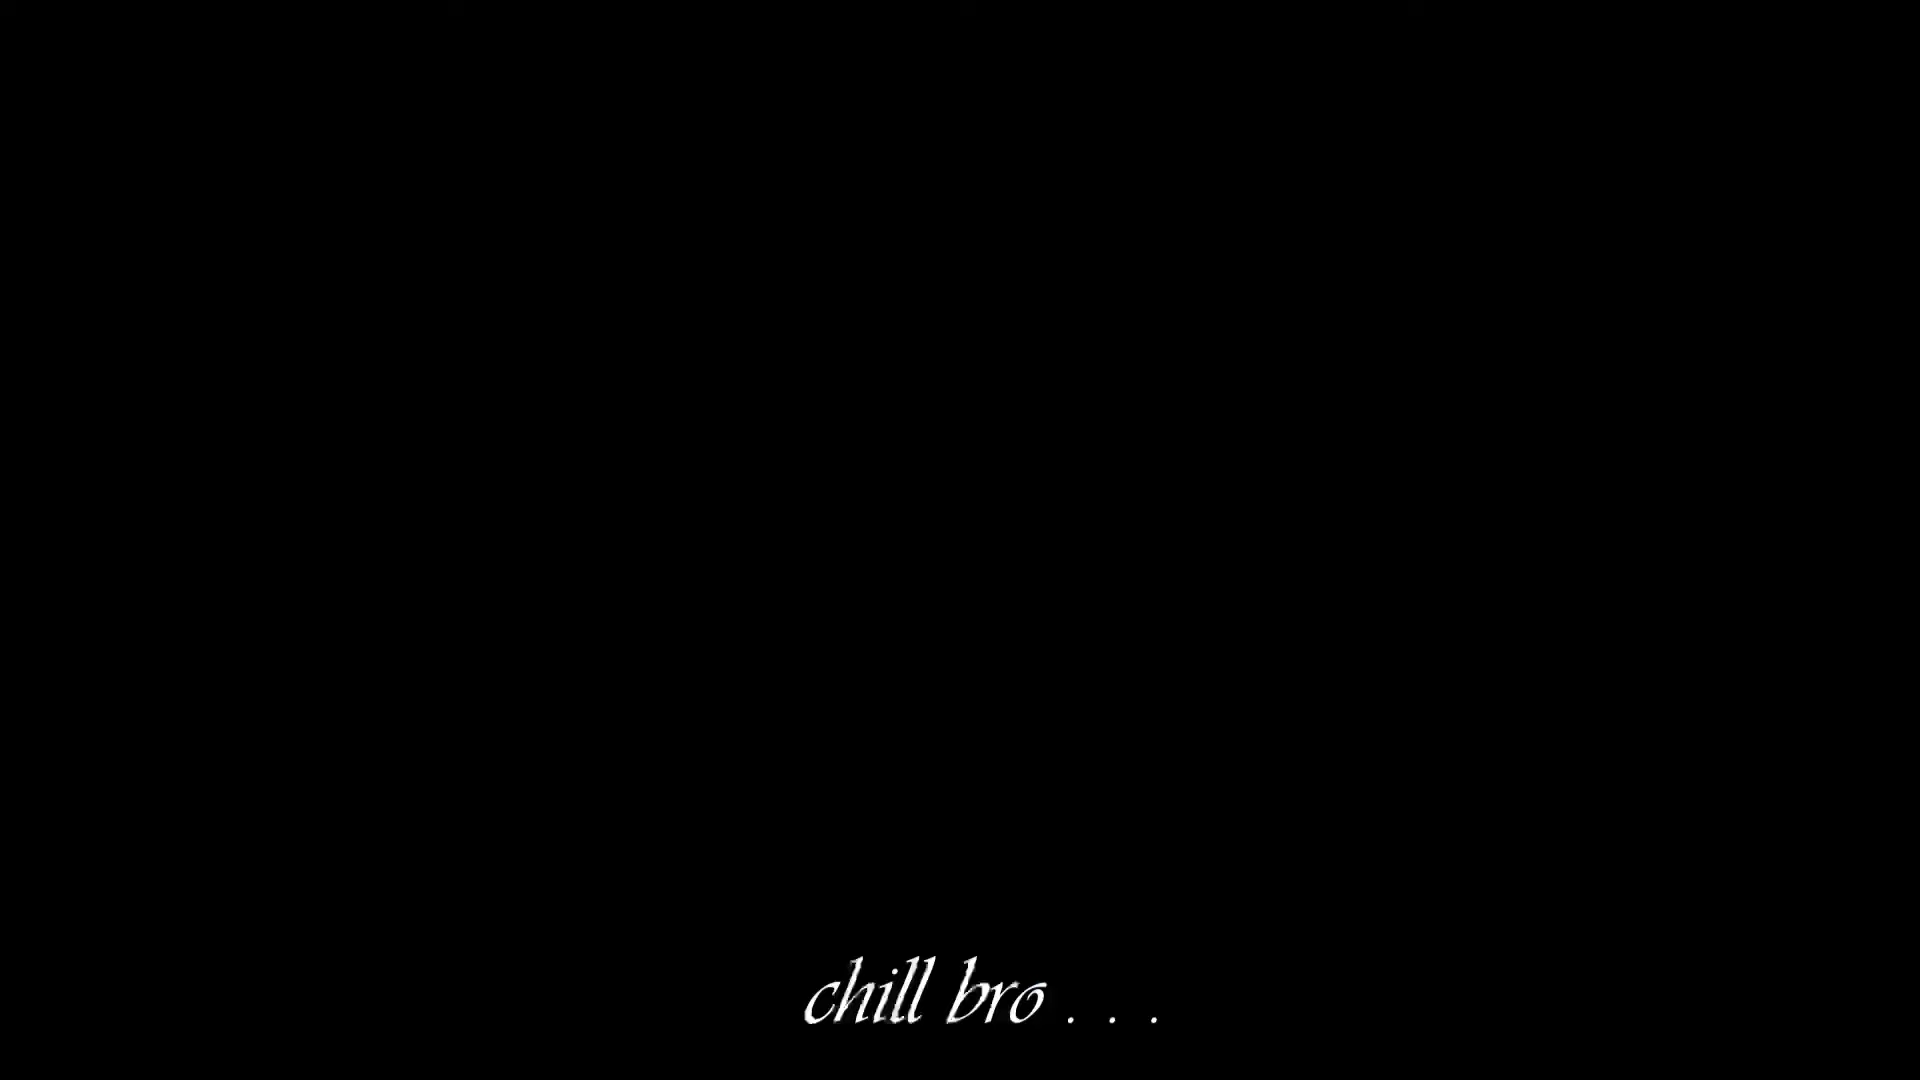 chill bro . . .